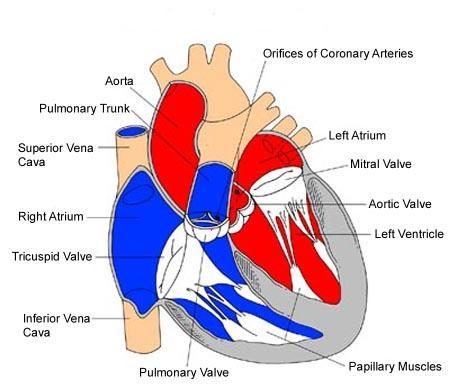 Orifices of Coronary Arteries
Aorta
Pulmonary Trunk
Left Atrium
Superior Vena
Cava
Mitral Valve
Aortic Valve
Right Atrium
Left Ventricle
Tricuspid Valve
Inferior Vena
Cava
Papillary Muscles
Pulmonary Valve